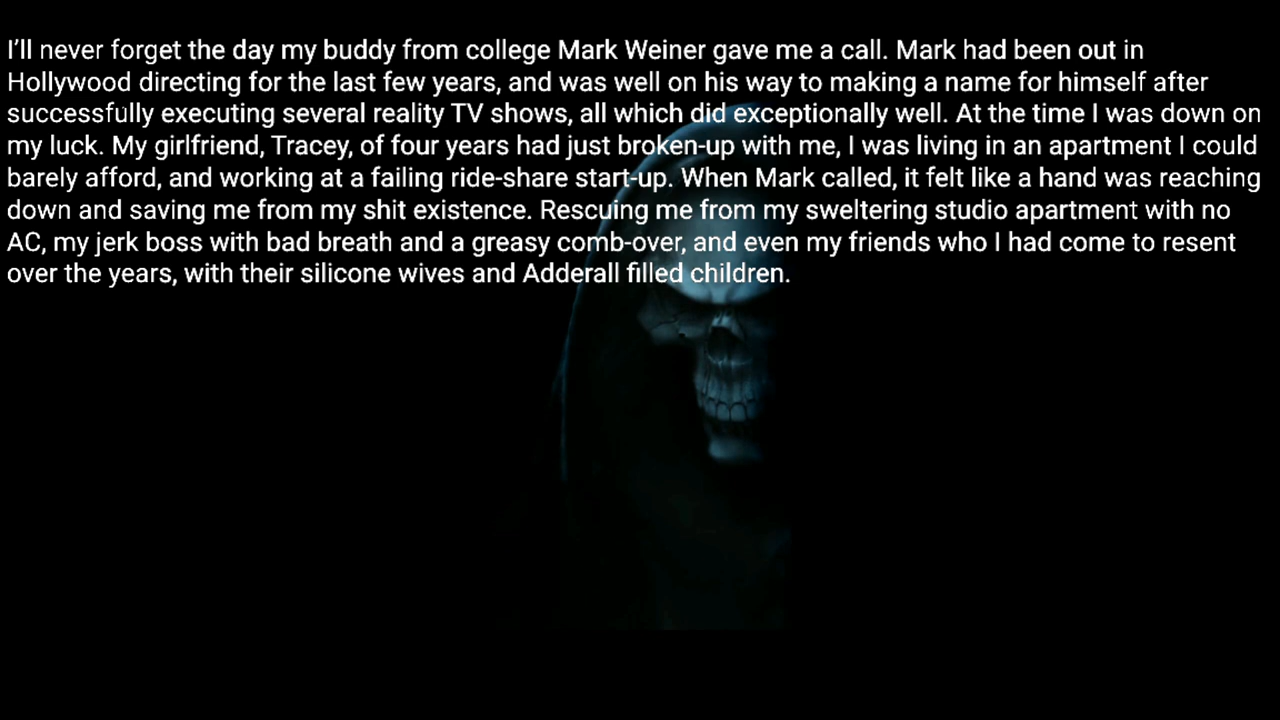 I’ll never forget the day my buddy from college Mark Weiner gave me a call. Mark had been out in
Hollywood directing for the last few years, and was well on his way to making a name for himself after
successfully executing several reality TV shows, all which did exceptionally well. At the time I was down on
my luck. My girlfriend, Tracey, of four years had just broken-up with me, I was living in an apartment I could
barely afford, and working at a failing ride-share start-up. When Mark called, it felt like a hand was reaching
down and saving me from my shit existence. Rescuing me from my sweltering studio apartment with no
AC, my jerk boss with bad breath and a greasy comb-over, and even my friends who I had come to resent
over the years, with their silicone wives and Adderall filled children.